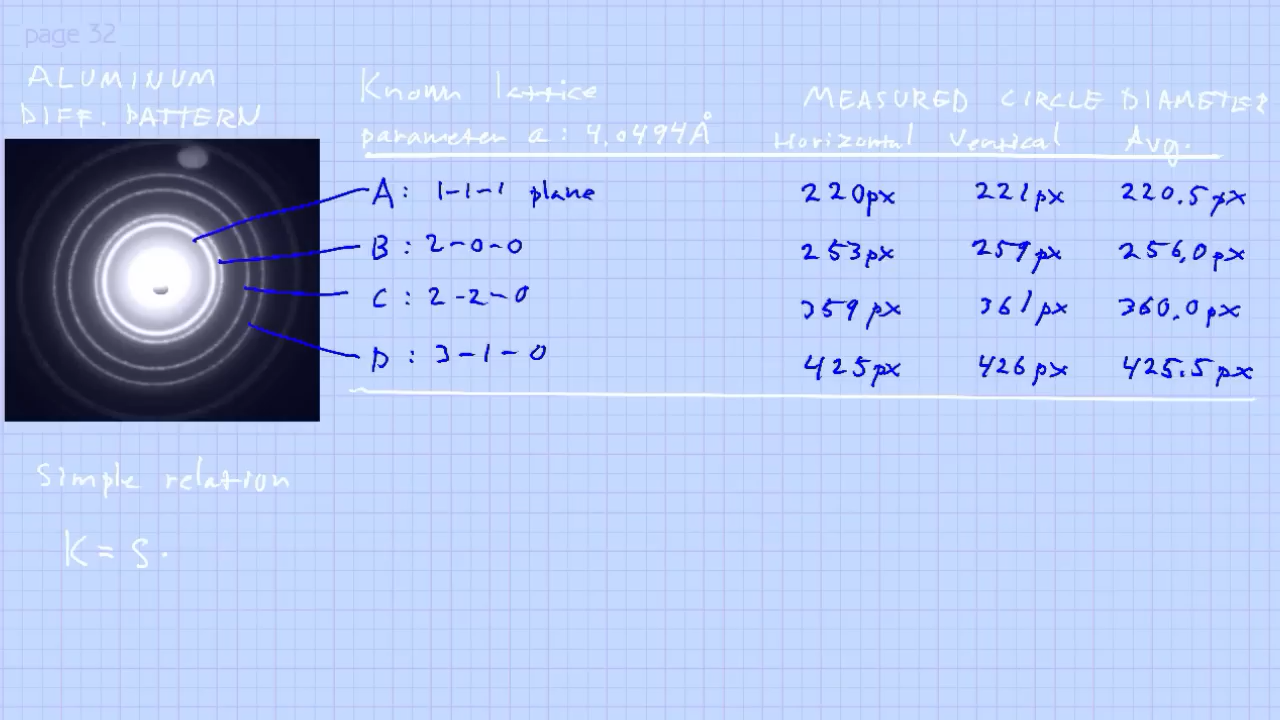 page 32
ALUMINUM
DIFF. PATTERN
Known lattice
parameter a: 4.0494Å
MEASURED CIRCLE DIAMETER
Horizontal Vertical Avg.
A: 1-1-1 plane 220px 221px 220.5px
B: 2-0-0 253px 259px 256,0px
C: 2-2-0 359px 361px 360.0px
D: 3-1-0 425px 426px 425.5px
Simple relation
K = S ·